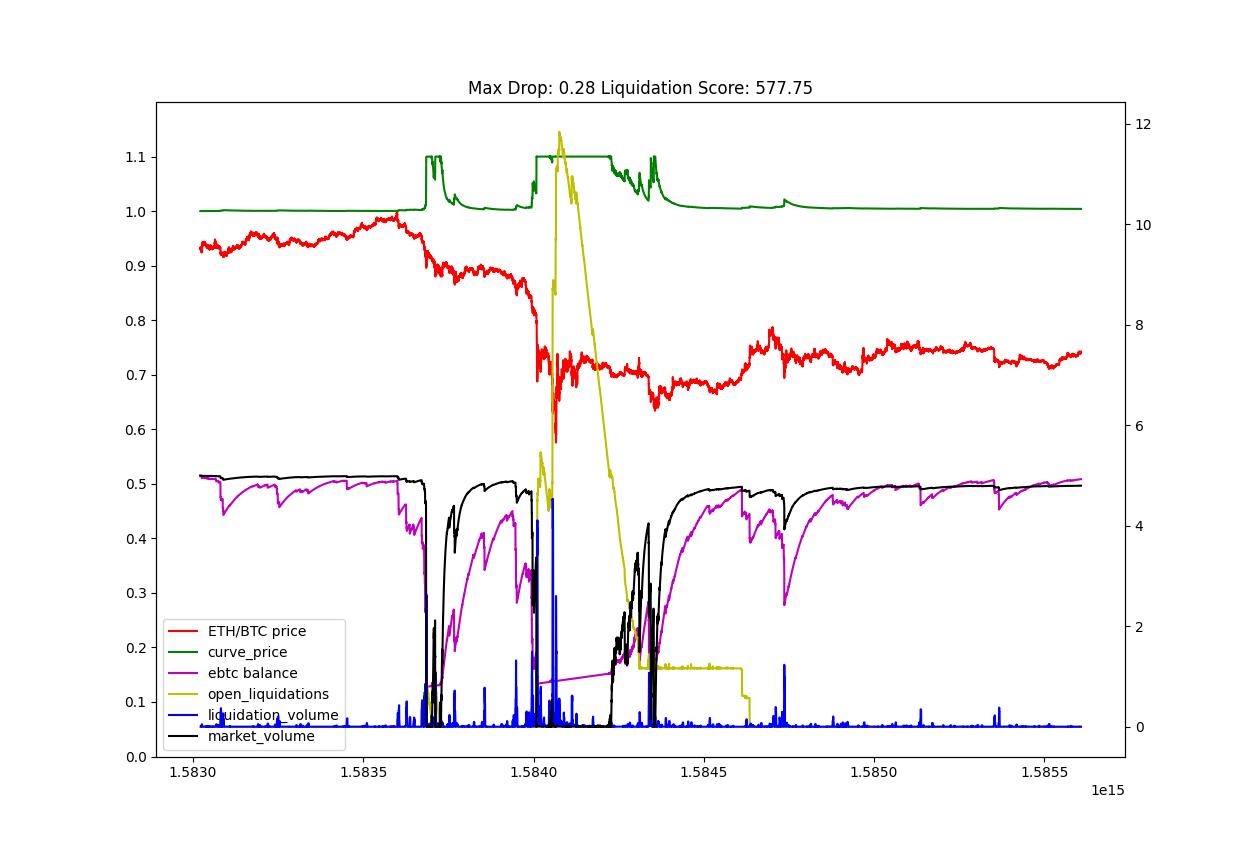 Max Drop: 0.28 Liquidation Score: 577.75
1.1
1.0
0.9
0.8
0.7
0.6
0.5
0.4
0.3
0.2
0.1
0.0
12
10
8
6
4
2
0
ETH/BTC price
curve_price
ebtc balance
open_liquidations
liquidation_volume
market_volume
1.5830 1.5835 1.5840 1.5845 1.5850 1.5855
1e15